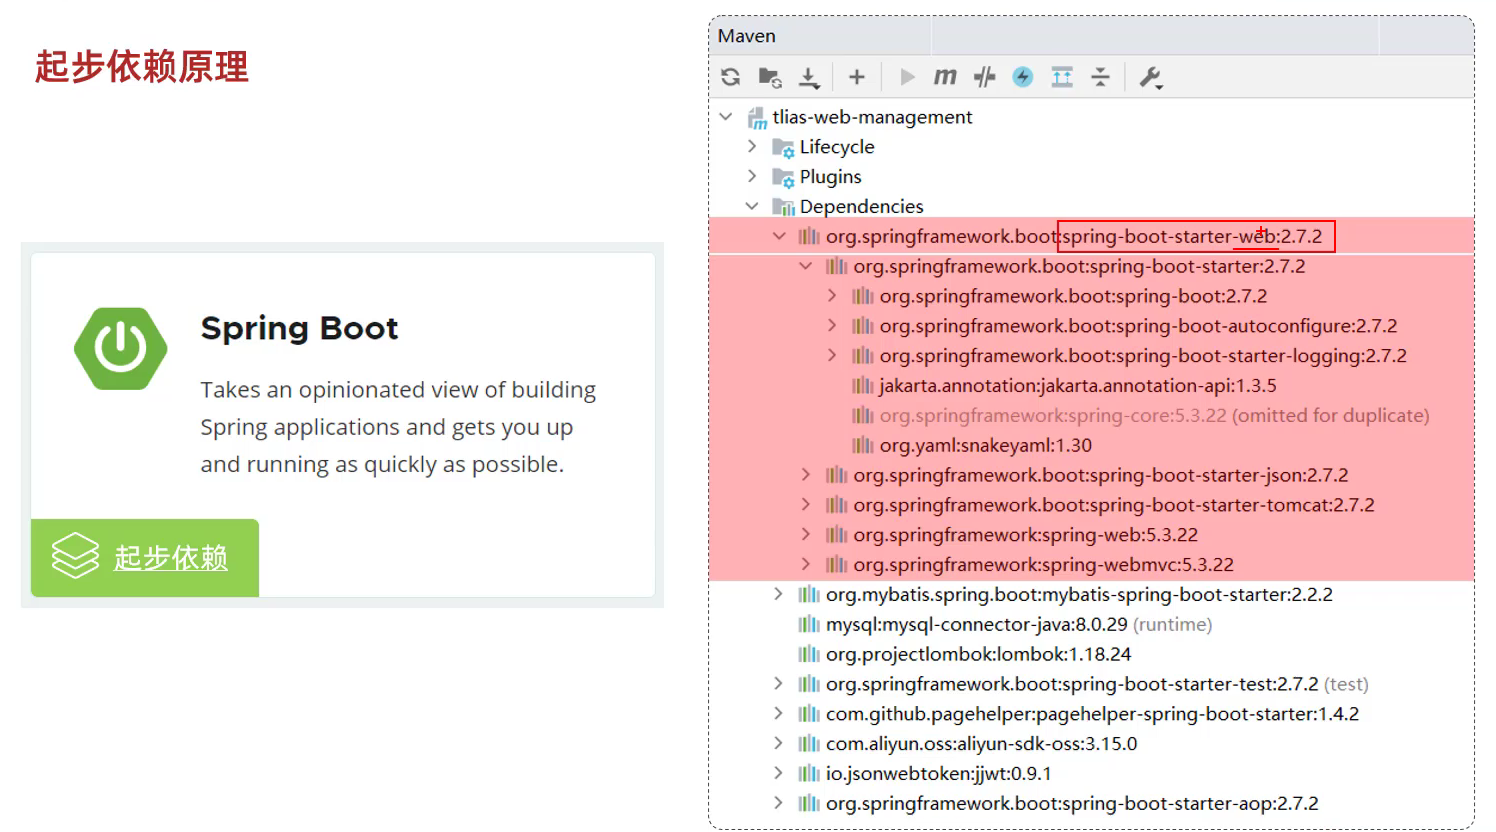 起步依赖原理
Spring Boot
Takes an opinionated view of building
Spring applications and gets you up
and running as quickly as possible.
起步依赖
Maven
tlias-web-management
Lifecycle
Plugins
Dependencies
org.springframework.boot:spring-boot-starter-web:2.7.2
org.springframework.boot:spring-boot-starter:2.7.2
org.springframework.boot:spring-boot:2.7.2
org.springframework.boot:spring-boot-autoconfigure:2.7.2
org.springframework.boot:spring-boot-starter-logging:2.7.2
jakarta.annotation:jakarta.annotation-api:1.3.5
org.springframework:spring-core:5.3.22 (omitted for duplicate)
org.yaml:snakeyaml:1.30
org.springframework.boot:spring-boot-starter-json:2.7.2
org.springframework.boot:spring-boot-starter-tomcat:2.7.2
org.springframework:spring-web:5.3.22
org.springframework:spring-webmvc:5.3.22
org.mybatis.spring.boot:mybatis-spring-boot-starter:2.2.2
mysql:mysql-connector-java:8.0.29 (runtime)
org.projectlombok:lombok:1.18.24
org.springframework.boot:spring-boot-starter-test:2.7.2 (test)
com.github.pagehelper:pagehelper-spring-boot-starter:1.4.2
com.aliyun.oss:aliyun-sdk-oss:3.15.0
io.jsonwebtoken:jjwt:0.9.1
org.springframework.boot:spring-boot-starter-aop:2.7.2